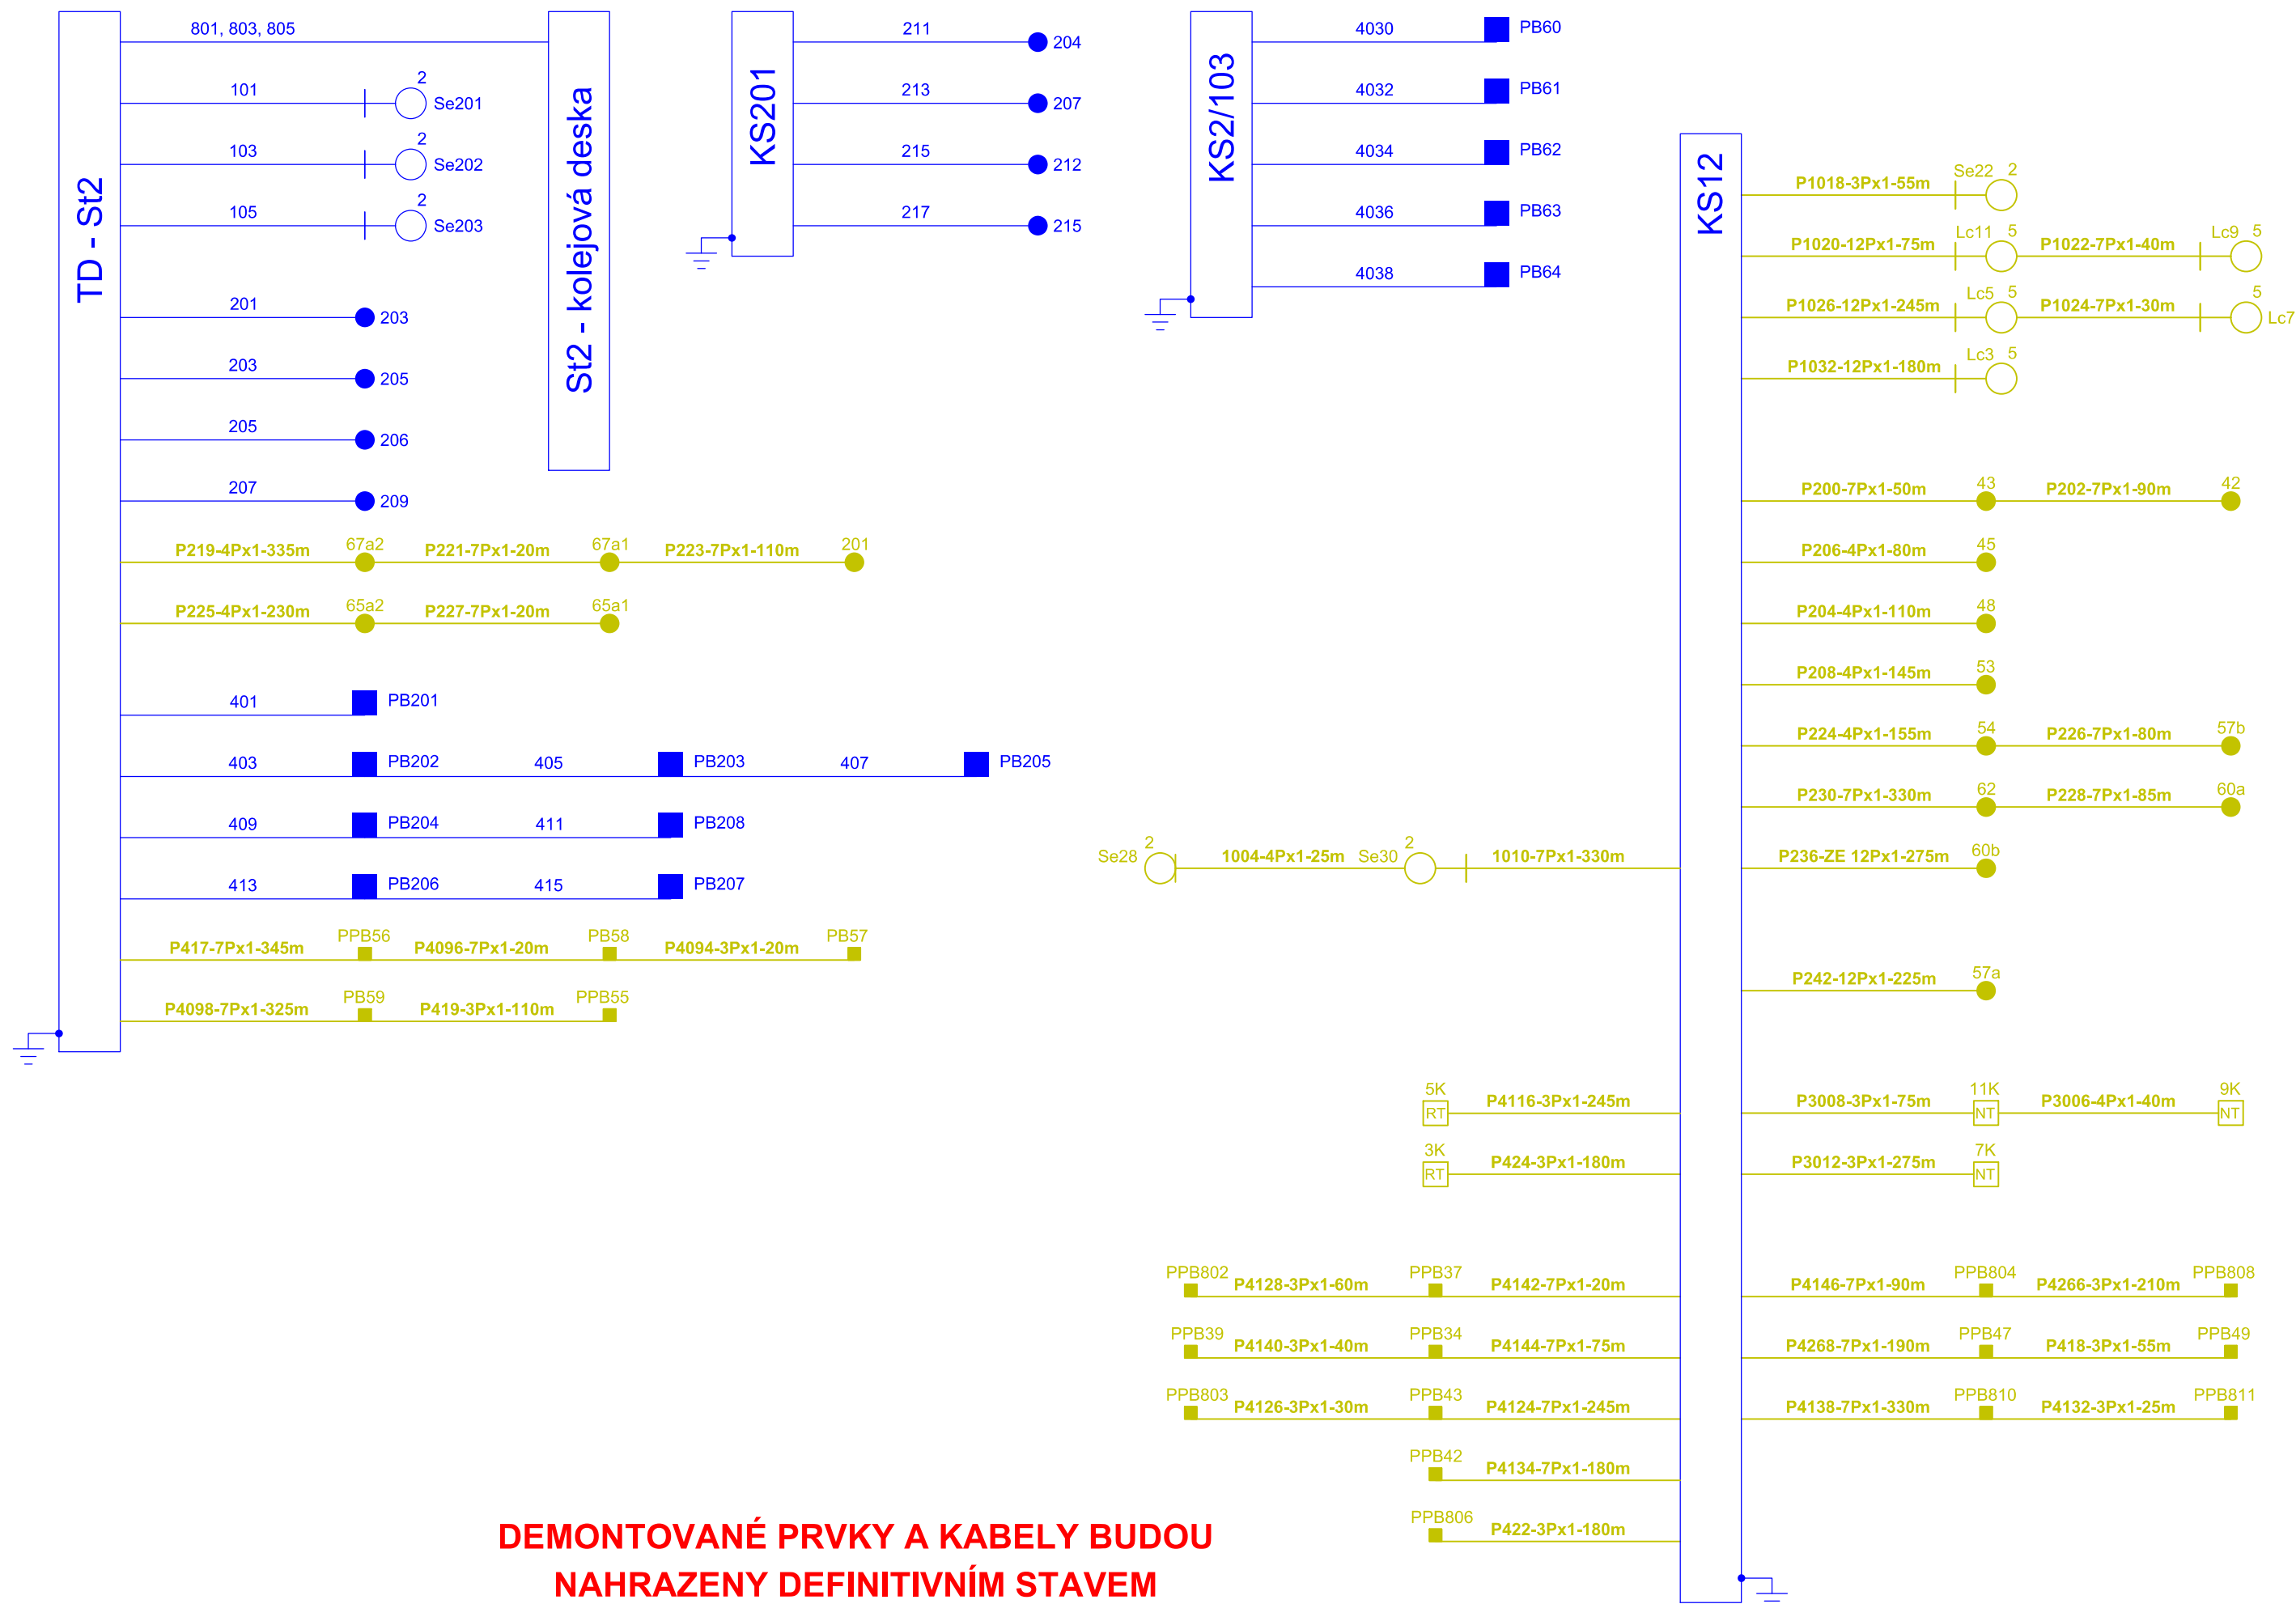 TD - St2
801, 803, 805
101 2 Se201
103 2 Se202
105 2 Se203
201 203
203 205
205 206
207 209
P219-4Px1-335m 67a2 P221-7Px1-20m 67a1 P223-7Px1-110m 201
P225-4Px1-230m 65a2 P227-7Px1-20m 65a1
401 PB201
403 PB202 405 PB203 407 PB205
409 PB204 411 PB208
413 PB206 415 PB207
P417-7Px1-345m PPB56 P4096-7Px1-20m PB58 P4094-3Px1-20m PB57
P4098-7Px1-325m PB59 P419-3Px1-110m PPB55
St2 - kolejová deska
KS201
211 204
213 207
215 212
217 215
KS2/103
4030 PB60
4032 PB61
4034 PB62
4036 PB63
4038 PB64
KS12
P1018-3Px1-55m Se22 2
P1020-12Px1-75m Lc11 5 P1022-7Px1-40m Lc9 5
P1026-12Px1-245m Lc5 5 P1024-7Px1-30m 5 Lc7
P1032-12Px1-180m Lc3 5
P200-7Px1-50m 43 P202-7Px1-90m 42
P206-4Px1-80m 45
P204-4Px1-110m 48
P208-4Px1-145m 53
P224-4Px1-155m 54 P226-7Px1-80m 57b
P230-7Px1-330m 62 P228-7Px1-85m 60a
Se28 2 1004-4Px1-25m Se30 2 1010-7Px1-330m
P236-ZE 12Px1-275m 60b
P242-12Px1-225m 57a
5K RT P4116-3Px1-245m
P3008-3Px1-75m 11K NT P3006-4Px1-40m 9K NT
3K RT P424-3Px1-180m
P3012-3Px1-275m 7K NT
PPB802 P4128-3Px1-60m PPB37 P4142-7Px1-20m
P4146-7Px1-90m PPB804 P4266-3Px1-210m PPB808
PPB39 P4140-3Px1-40m PPB34 P4144-7Px1-75m
P4268-7Px1-190m PPB47 P418-3Px1-55m PPB49
PPB803 P4126-3Px1-30m PPB43 P4124-7Px1-245m
P4138-7Px1-330m PPB810 P4132-3Px1-25m PPB811
PPB42 P4134-7Px1-180m
PPB806 P422-3Px1-180m
DEMONTOVANÉ PRVKY A KABELY BUDOU
NAHRAZENY DEFINITIVNÍM STAVEM